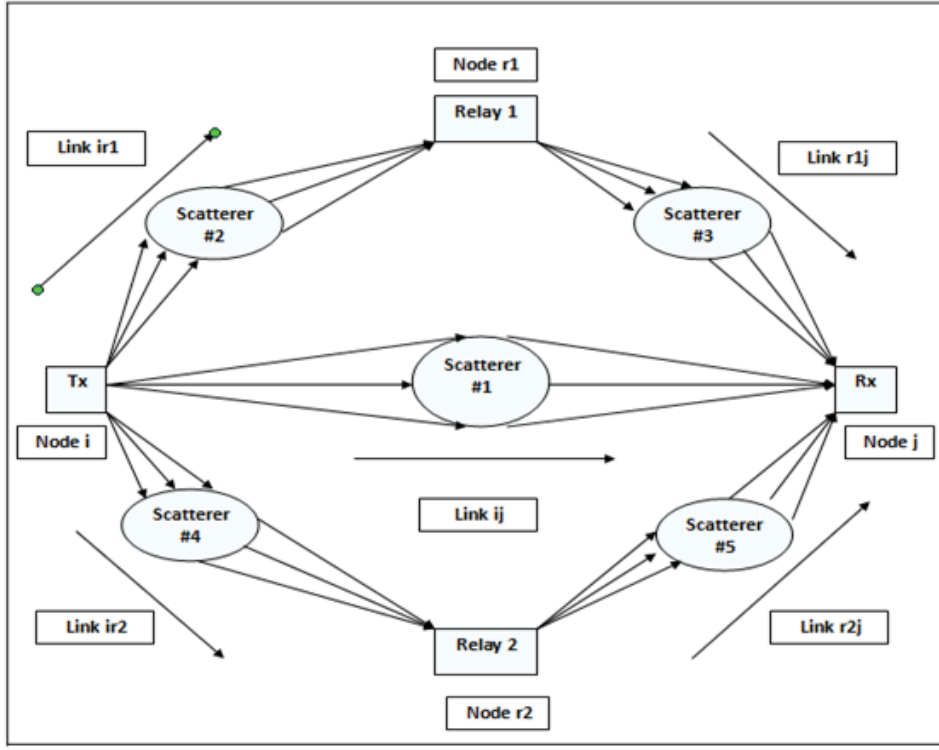 Node r1
Relay 1
Link ir1
Link r1j
Scatterer
#2
Scatterer
#3
Tx
Scatterer
#1
Rx
Node i
Node j
Link ij
Scatterer
#4
Scatterer
#5
Link ir2
Relay 2
Link r2j
Node r2